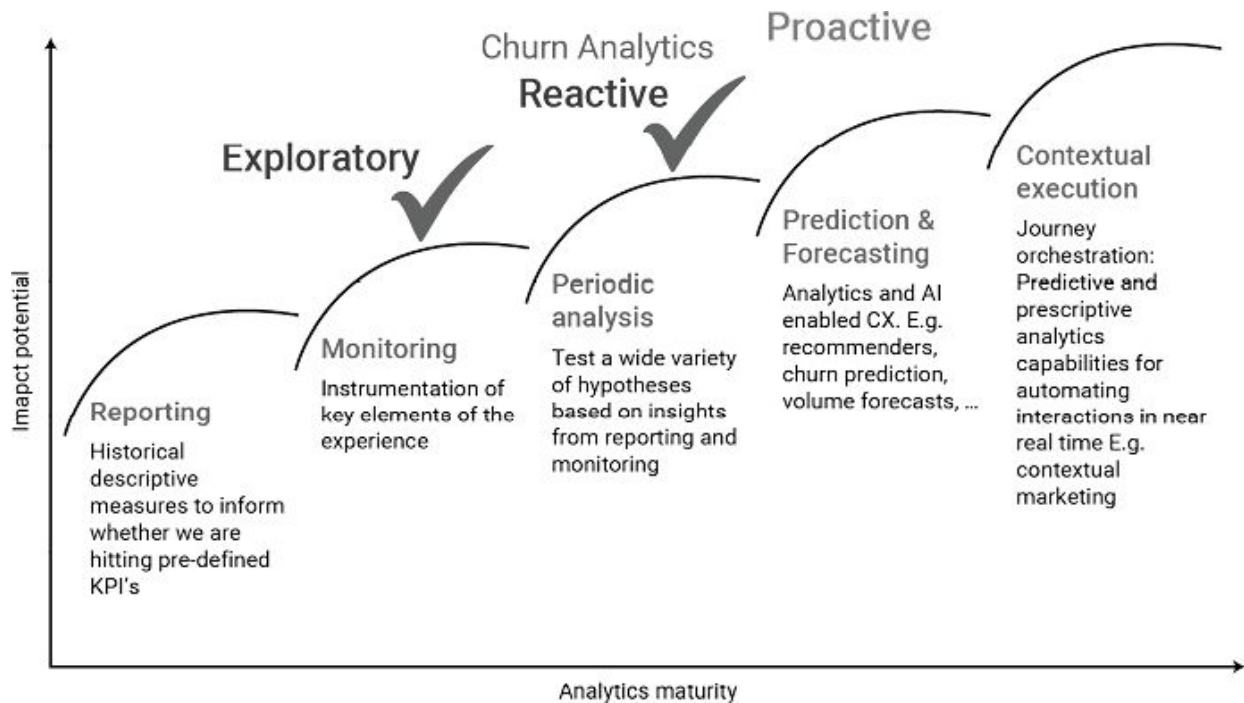 Proactive
Churn Analytics
Reactive
Exploratory
Contextual
execution
Journey
orchestration:
Predictive and
prescriptive
analytics
capabilities for
automating
interactions in near
real time E.g.
contextual
marketing
Prediction &
Forecasting
Analytics and AI
enabled CX. E.g.
recommenders,
churn prediction,
volume forecasts, ...
Periodic
analysis
Test a wide variety
of hypotheses
based on insights
from reporting and
monitoring
Monitoring
Instrumentation of
key elements of the
experience
Reporting
Historical
descriptive
measures to inform
whether we are
hitting pre-defined
KPI's
Imapct potential
Analytics maturity